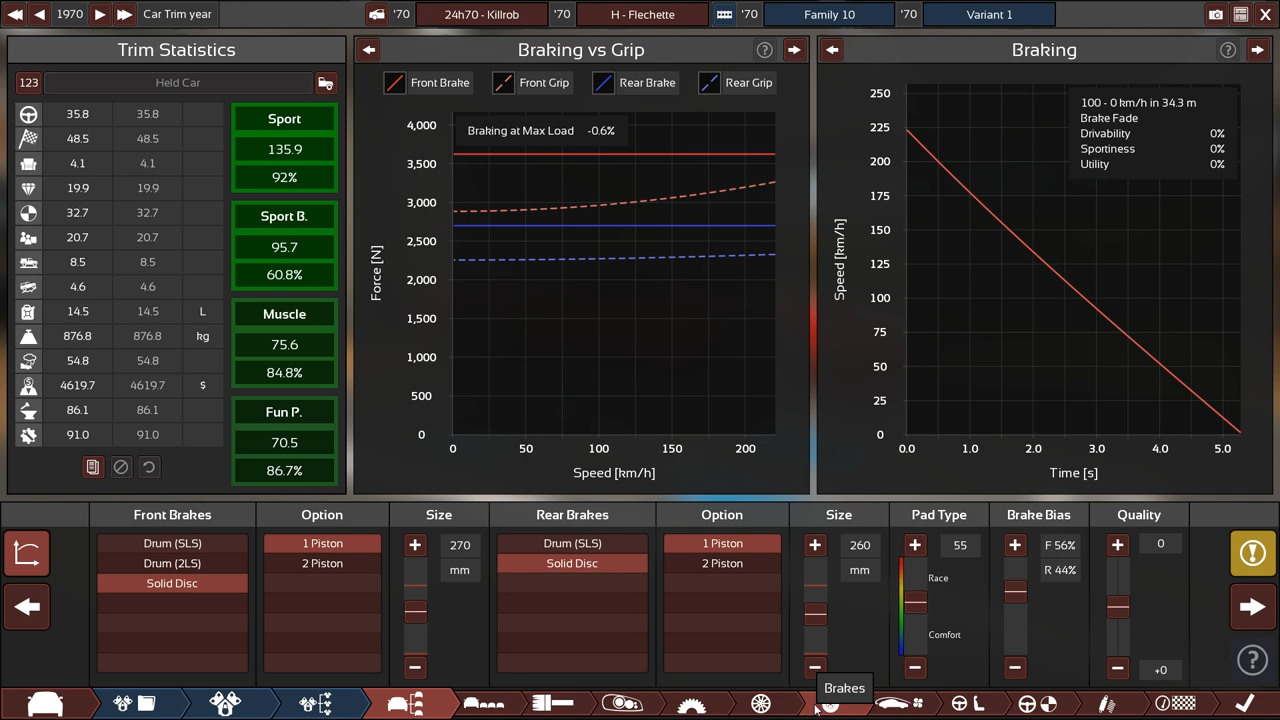 1970 Car Trim year '70 24h70 - Killrob '70 H - Flechette '70 Family 10 '70 Variant 1
Trim Statistics
123 Held Car
35.8 35.8
48.5 48.5
4.1 4.1
19.9 19.9
32.7 32.7
20.7 20.7
8.5 8.5
4.6 4.6
14.5 14.5 L
876.8 876.8 kg
54.8 54.8
4619.7 4619.7 $
86.1 86.1
91.0 91.0
Sport
135.9
92%
Sport B.
95.7
60.8%
Muscle
75.6
84.8%
Fun P.
70.5
86.7%
Braking vs Grip ?
Front Brake Front Grip Rear Brake Rear Grip
Braking at Max Load -0.6%
4,000
3,500
3,000
2,500
2,000
1,500
1,000
500
0
Force [N]
0 50 100 150 200
Speed [km/h]
Braking ?
100 - 0 km/h in 34.3 m
Brake Fade
Drivability 0%
Sportiness 0%
Utility 0%
250
225
200
175
150
125
100
75
50
25
0
Speed [km/h]
0.0 1.0 2.0 3.0 4.0 5.0
Time [s]
Front Brakes
Drum (SLS)
Drum (2LS)
Solid Disc
Option
1 Piston
2 Piston
Size
270
mm
Rear Brakes
Drum (SLS)
Solid Disc
Option
1 Piston
2 Piston
Size
260
mm
Pad Type
55
Race
Comfort
Brake Bias
F 56%
R 44%
Quality
0
+0
?
Brakes